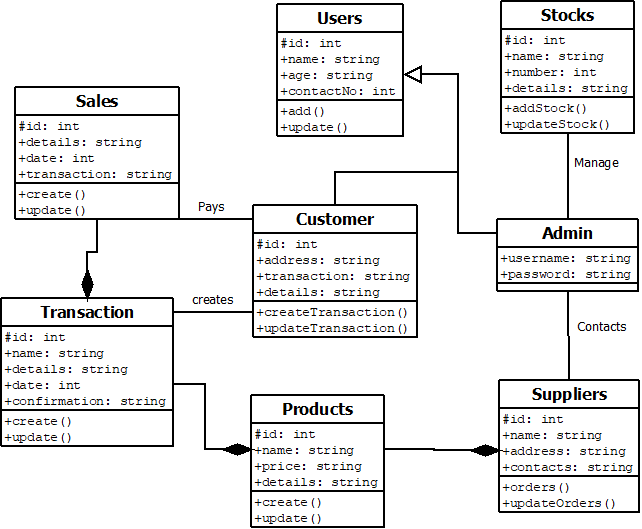 Users
#id: int
+name: string
+age: string
+contactNo: int
+add()
+update()
Stocks
#id: int
+name: string
+number: int
+details: string
+addStock()
+updateStock()
Sales
#id: int
+details: string
+date: int
+transaction: string
+create()
+update()
Manage
Pays
Customer
#id: int
+address: string
+transaction: string
+details: string
+createTransaction()
+updateTransaction()
Admin
+username: string
+password: string
creates
Transaction
#id: int
+name: string
+details: string
+date: int
+confirmation: string
+create()
+update()
Contacts
Products
#id: int
+name: string
+price: string
+details: string
+create()
+update()
Suppliers
#id: int
+name: string
+address: string
+contacts: string
+orders()
+updateOrders()